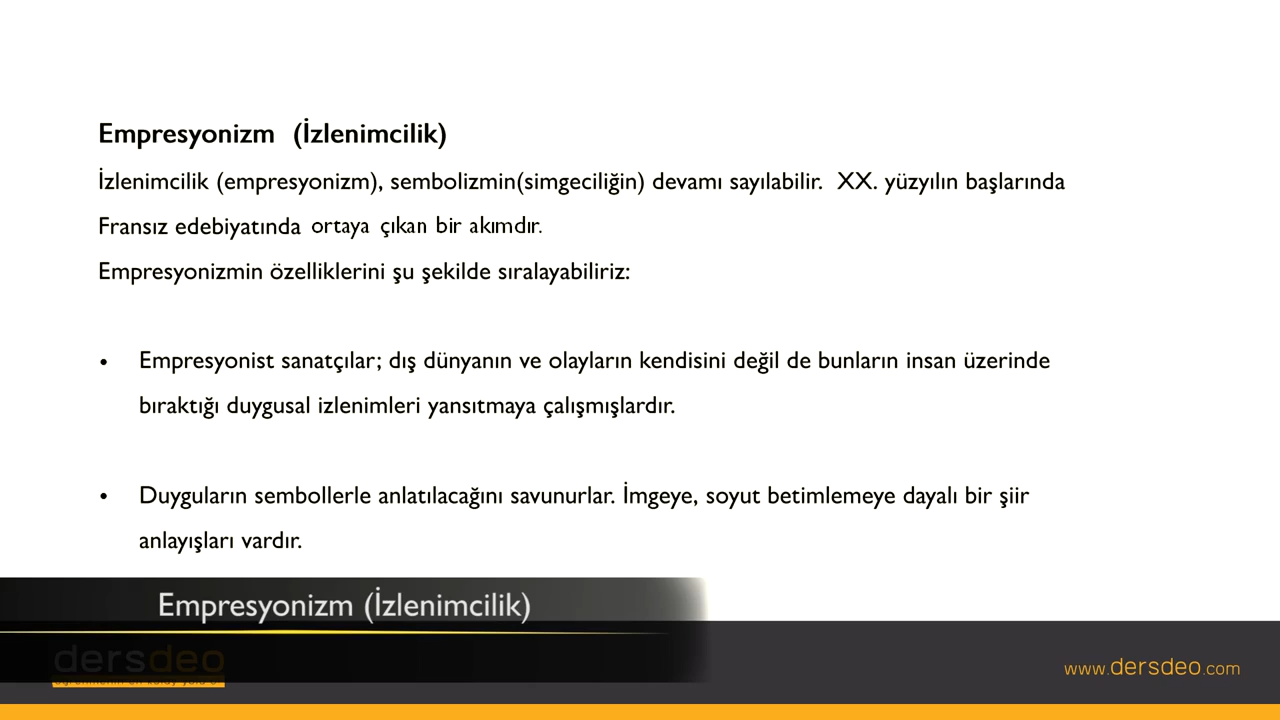 Empresyonizm (İzlenimcilik)
İzlenimcilik (empresyonizm), sembolizmin(simgeciliğin) devamı sayılabilir. XX. yüzyılın başlarında
Fransız edebiyatında ortaya çıkan bir akımdır.
Empresyonizmin özelliklerini şu şekilde sıralayabiliriz:
• Empresyonist sanatçılar; dış dünyanın ve olayların kendisini değil de bunların insan üzerinde
bıraktığı duygusal izlenimleri yansıtmaya çalışmışlardır.
• Duyguların sembollerle anlatılacağını savunurlar. İmgeye, soyut betimlemeye dayalı bir şiir
anlayışları vardır.
Empresyonizm (İzlenimcilik)
dersdeo
www.dersdeo.com